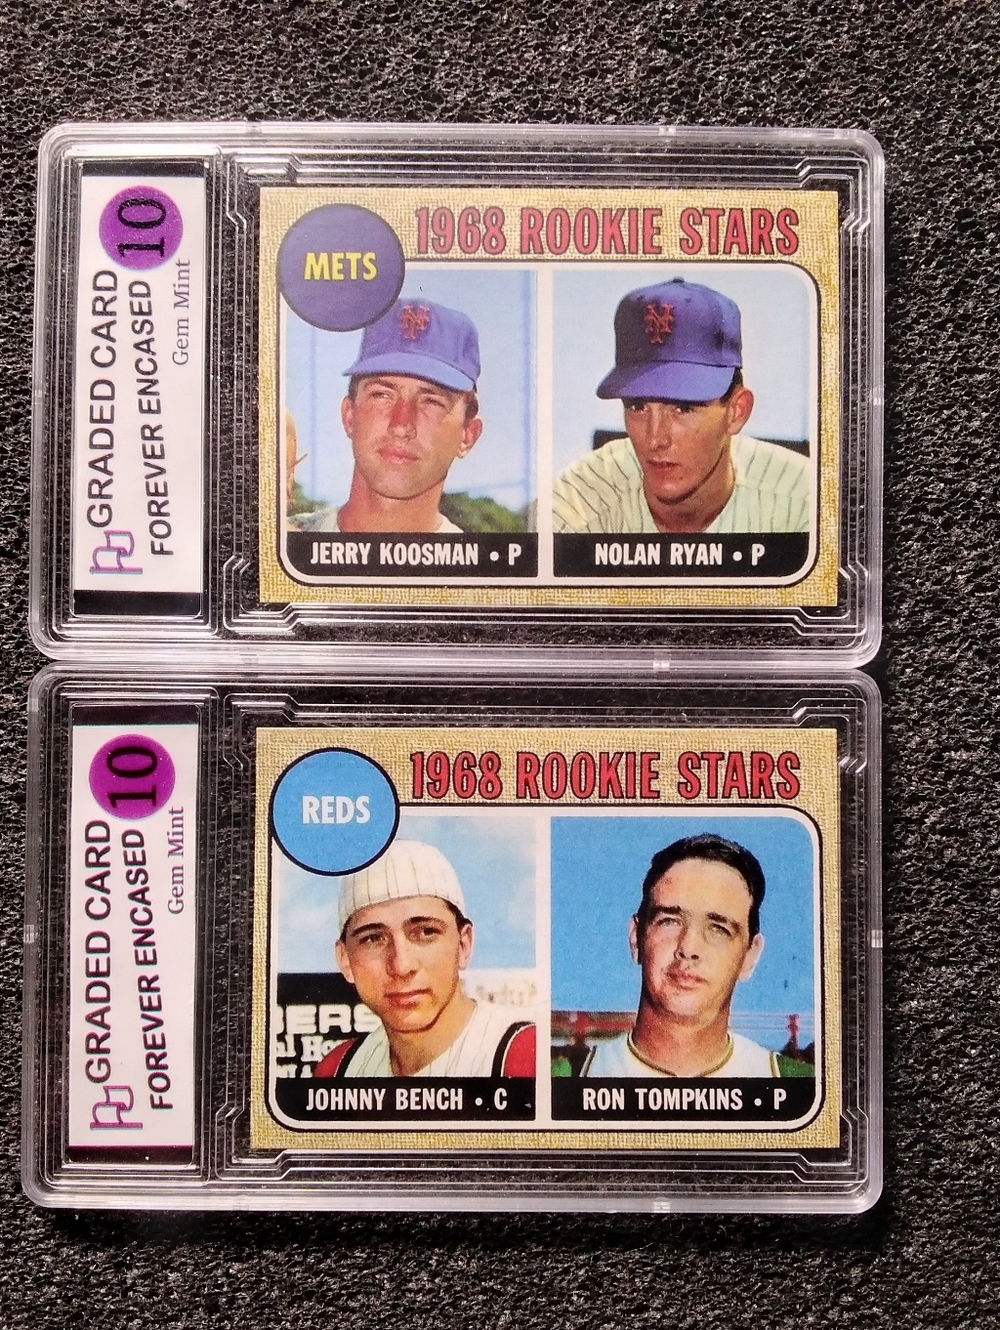 10
GRADED CARD
FOREVER ENCASED
Gem Mint
METS
1968 ROOKIE STARS
JERRY KOOSMAN • P
NOLAN RYAN • P
10
GRADED CARD
FOREVER ENCASED
Gem Mint
REDS
1968 ROOKIE STARS
JOHNNY BENCH • C
RON TOMPKINS • P